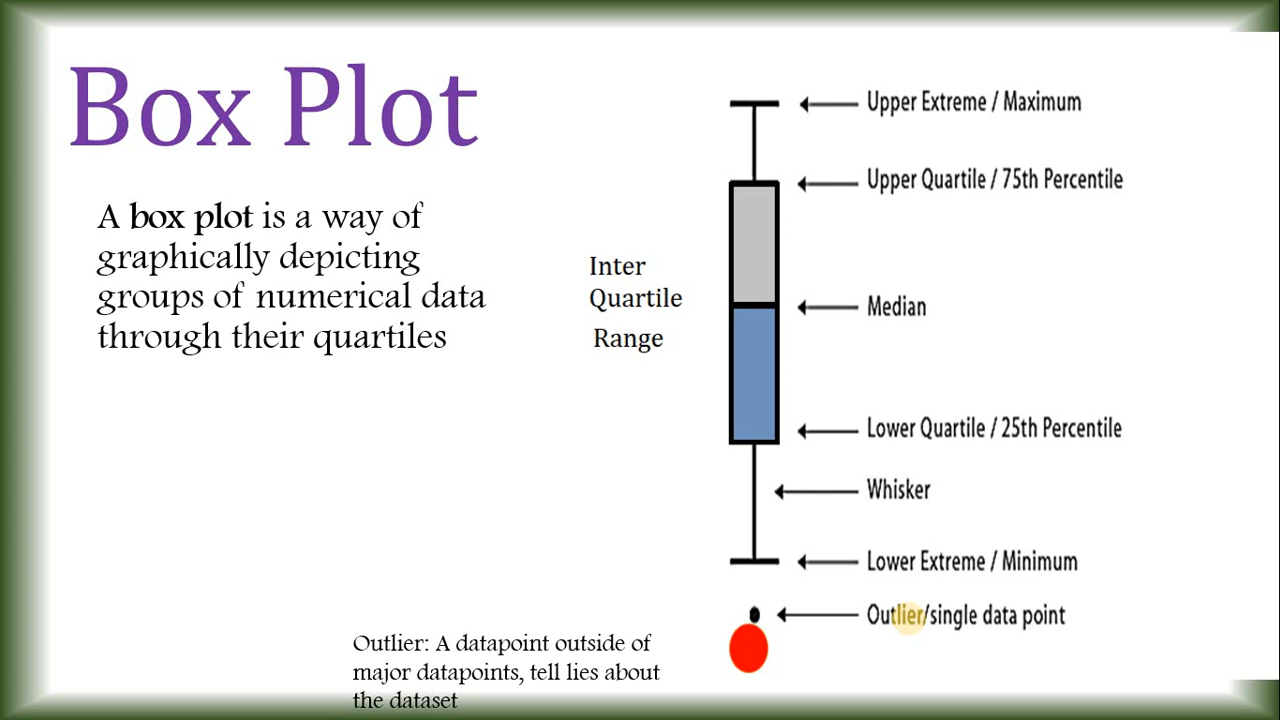 Box Plot
A box plot is a way of
graphically depicting
groups of numerical data
through their quartiles
Inter
Quartile
Range
Upper Extreme / Maximum
Upper Quartile / 75th Percentile
Median
Lower Quartile / 25th Percentile
Whisker
Lower Extreme / Minimum
Outlier/single data point
Outlier: A datapoint outside of
major datapoints, tell lies about
the dataset